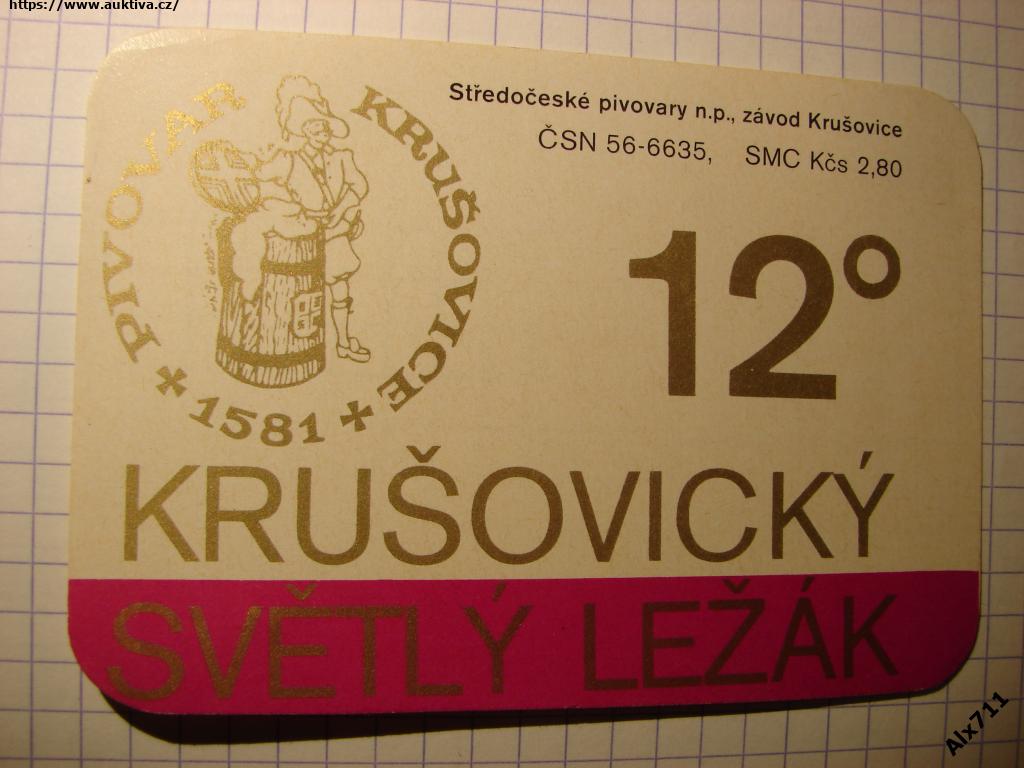 https://www.auktiva.cz/
Středočeské pivovary n.p., závod Krušovice
ČSN 56-6635, SMC Kčs 2,80
PIVOVAR KRUŠOVICE
1581
12°
KRUŠOVICKÝ
SVĚTLÝ LEŽÁK
Alx711